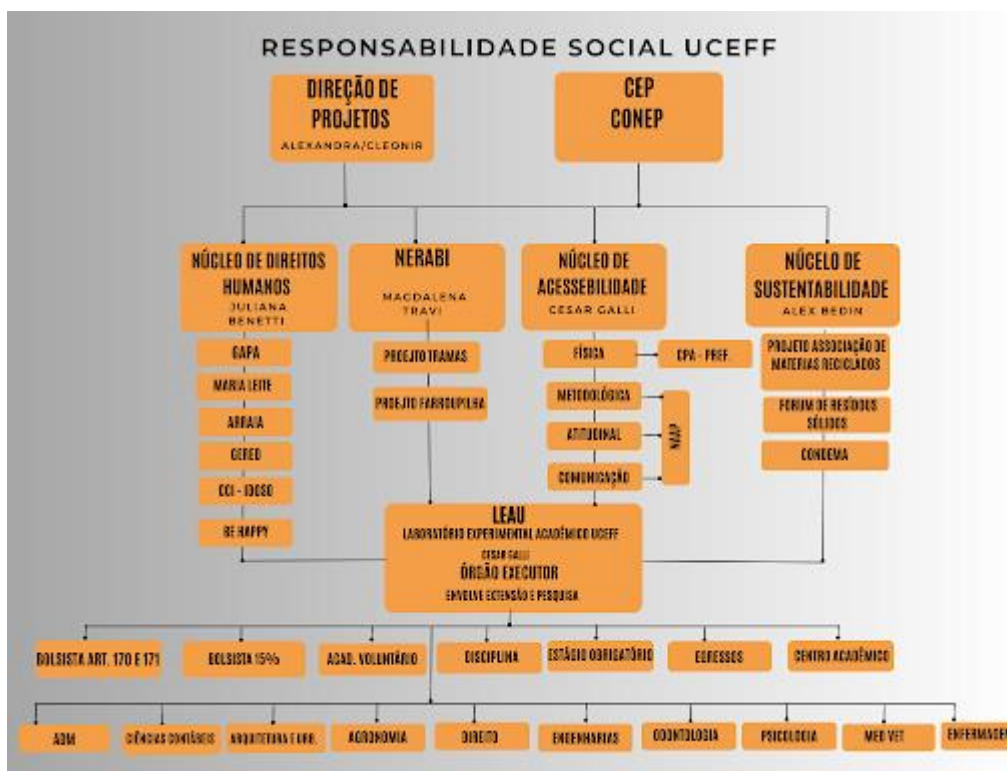 RESPONSABILIDADE SOCIAL UCEFF
DIREÇÃO DE
PROJETOS
ALEXANDRA/CLEONIR
CEP
CONEP
NÚCLEO DE DIREITOS
HUMANOS
JULIANA
BENETTI
NERABI
MAGDALENA
TRAVI
NÚCLEO DE
ACESSEBILIDADE
CESAR GALLI
NÚCELO DE
SUSTENTABILIDADE
ALEX BEDIN
GAPA
MARIA LEITE
ARRAIA
GERED
CCI - IDOSO
BE HAPPY
PROEJTO TRAMAS
PROEJTO FARROUPILHA
FÍSICA
CPA - PREF.
METODOLÓGICA
ATITUDINAL
COMUNICAÇÃO
NAAP
PROJETO ASSOCIAÇÃO DE
MATERIAS RECICLADOS
FORUM DE RESÍDUOS
SÓLIDOS
CONDEMA
LEAU
LABORATÓRIO EXPERIMENTAL ACADÊMICO UCEFF
CESAR GALLI
ÓRGÃO EXECUTOR
ENVOLVE EXTENSÃO E PESQUISA
BOLSISTA ART. 170 E 171
BOLSISTA 15%
ACAD. VOLUNTÁRIO
DISCIPLINA
ESTÁGIO OBRIGATÓRIO
EGRESSOS
CENTRO ACADÊMICO
ADM
CIÊNCIAS CONTÁBEIS
ARQUITETURA E URB.
AGRONOMIA
DIREITO
ENGENHARIAS
ODONTOLOGIA
PSICOLOGIA
MED VET
ENFERMAGEM